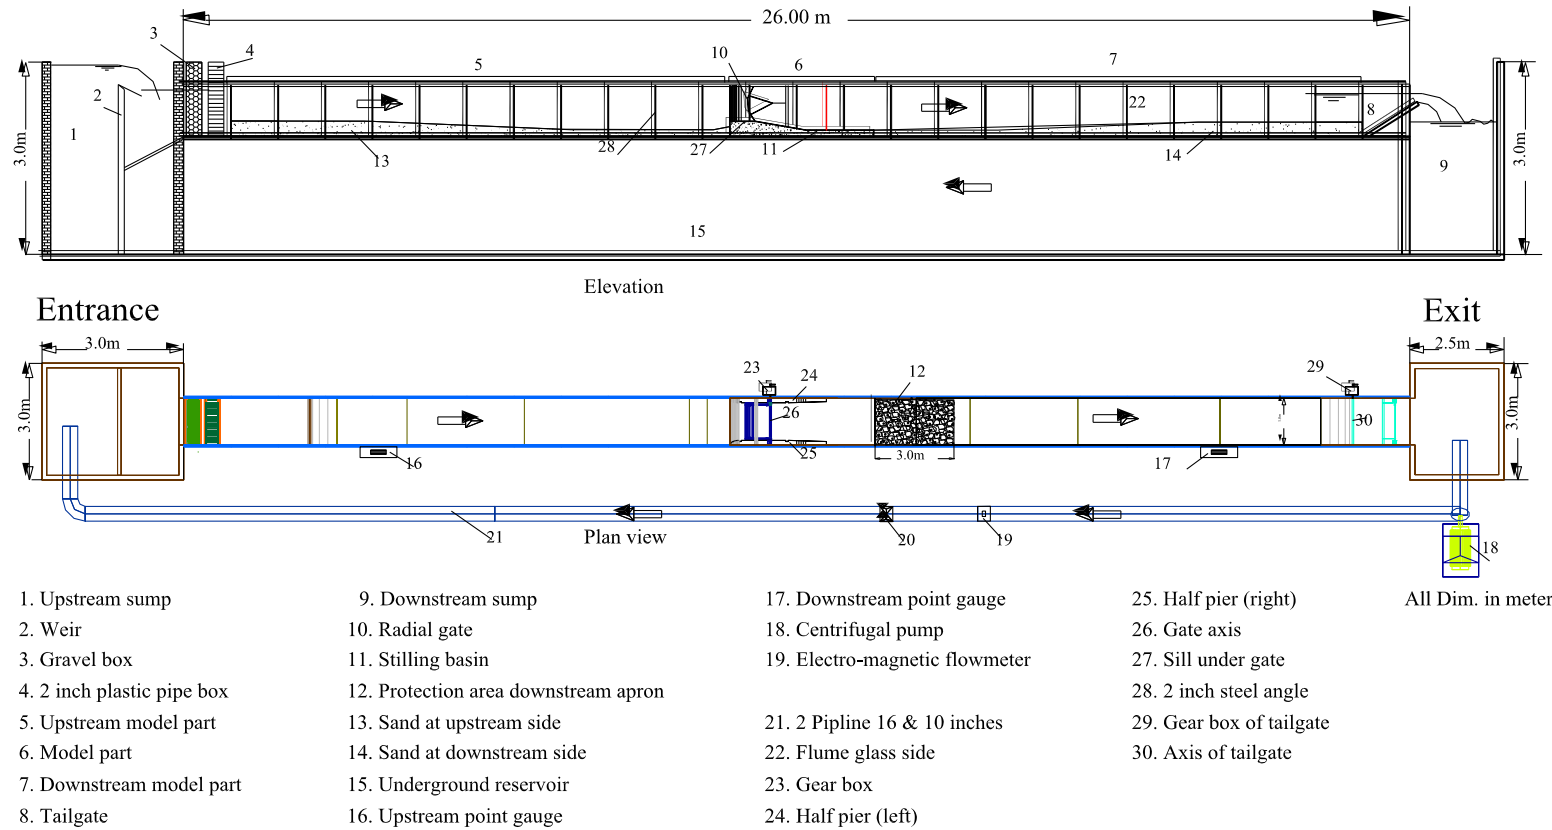 26.00 m
3
4
5
10
6
7
2
1
22
8
3.0m
3.0m
13
28
27
11
14
9
15
Elevation
Entrance
Exit
3.0m
2.5m
23
24
12
29
3.0m
26
30
3.0m
16
25
3.0m
17
21
Plan view
20
19
18
1. Upstream sump
2. Weir
3. Gravel box
4. 2 inch plastic pipe box
5. Upstream model part
6. Model part
7. Downstream model part
8. Tailgate
9. Downstream sump
10. Radial gate
11. Stilling basin
12. Protection area downstream apron
13. Sand at upstream side
14. Sand at downstream side
15. Underground reservoir
16. Upstream point gauge
17. Downstream point gauge
18. Centrifugal pump
19. Electro-magnetic flowmeter
21. 2 Pipline 16 & 10 inches
22. Flume glass side
23. Gear box
24. Half pier (left)
25. Half pier (right)
26. Gate axis
27. Sill under gate
28. 2 inch steel angle
29. Gear box of tailgate
30. Axis of tailgate
All Dim. in meter